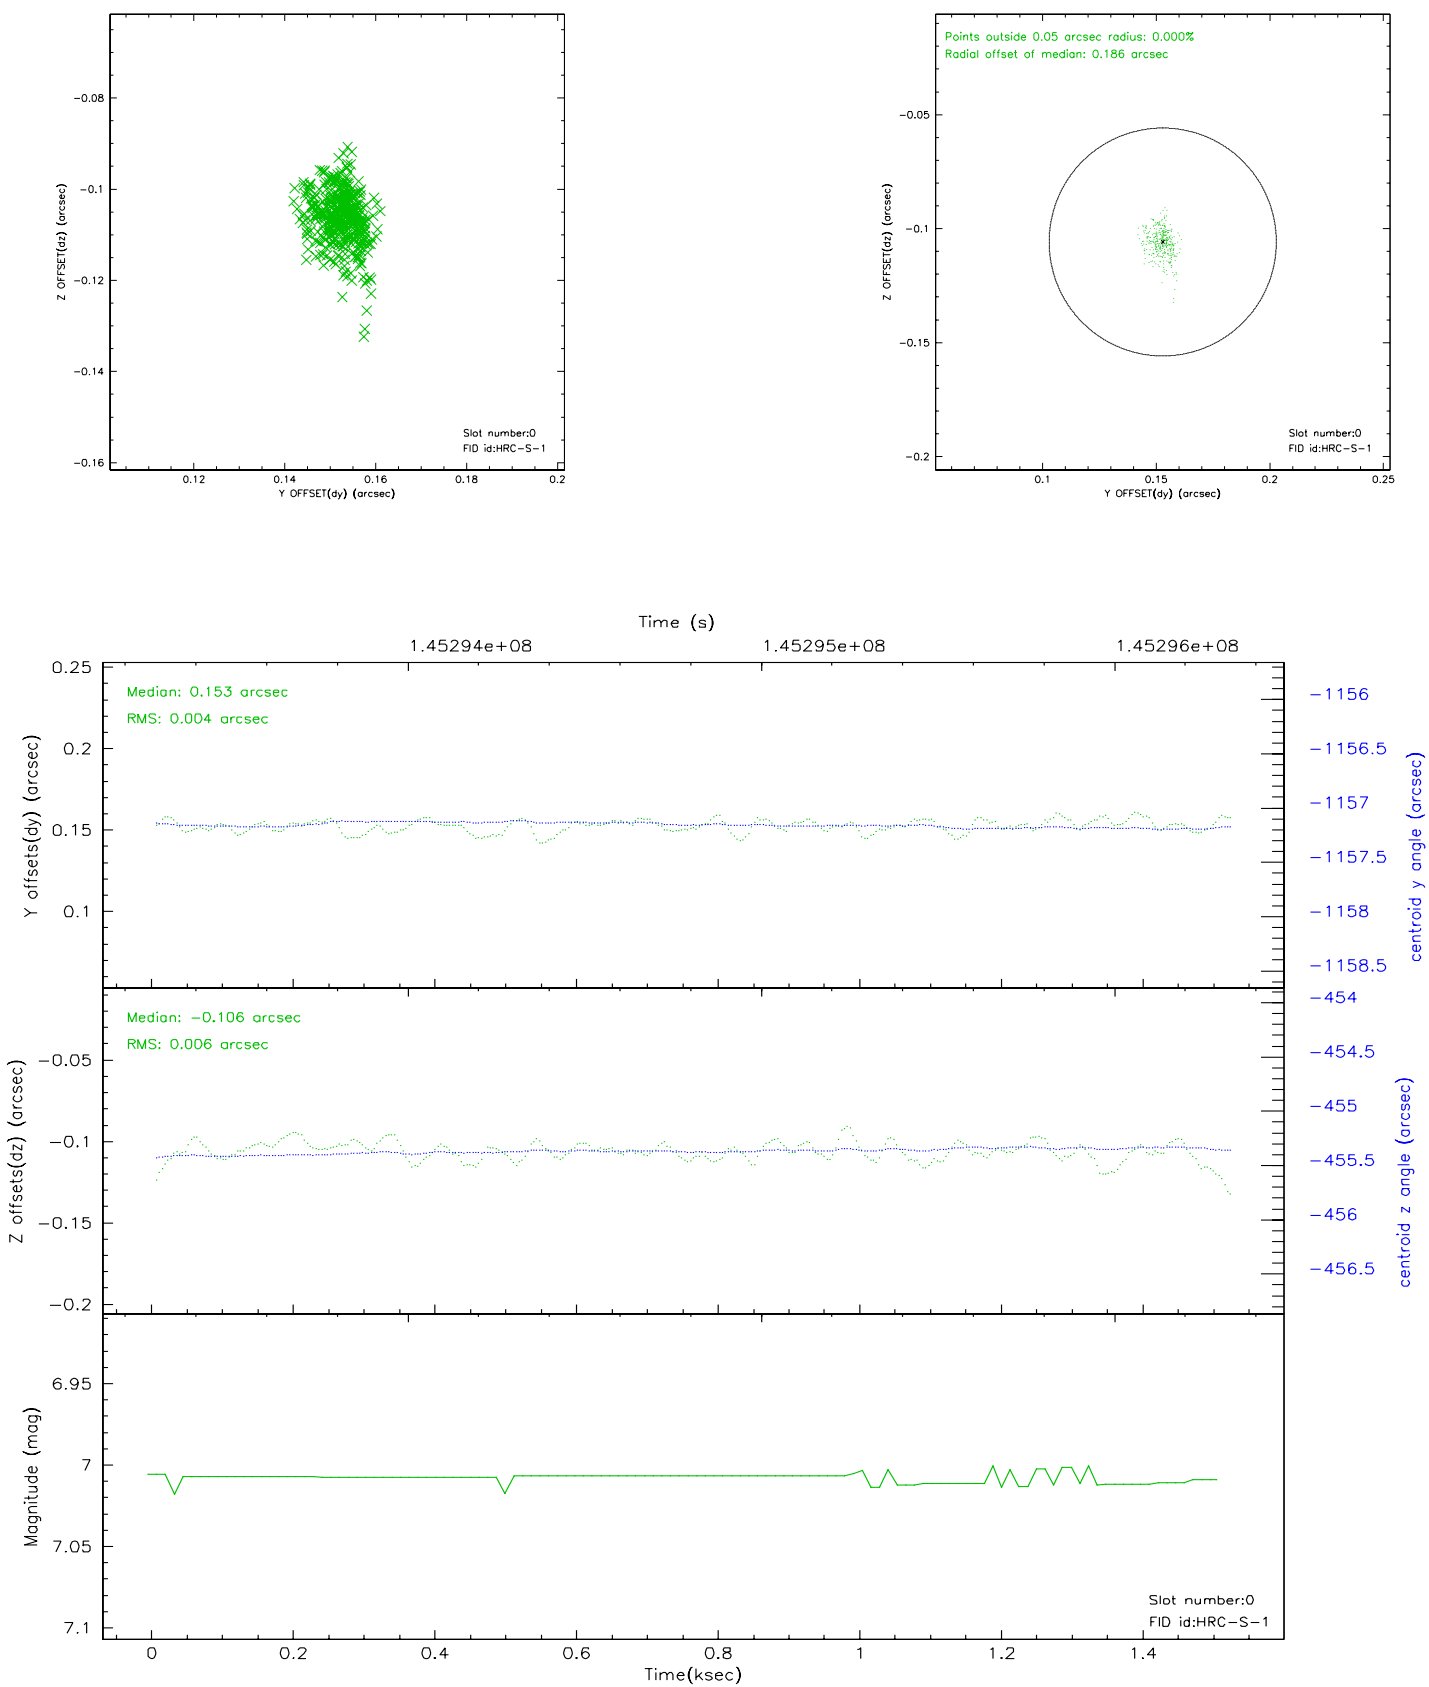 −0.08
−0.1
−0.12
−0.14
−0.16
Z OFFSET(dz) (arcsec)
Slot number:0
FID id:HRC−S−1
0.12
0.14
0.16
0.18
0.2
Y OFFSET(dy) (arcsec)
Points outside 0.05 arcsec radius: 0.000%
Radial offset of median: 0.186 arcsec
−0.05
−0.1
−0.15
−0.2
Z OFFSET(dz) (arcsec)
Slot number:0
FID id:HRC−S−1
0.1
0.15
0.2
0.25
Y OFFSET(dy) (arcsec)
Time (s)
1.45294e+08
1.45295e+08
1.45296e+08
Median: 0.153 arcsec
RMS: 0.004 arcsec
0.25
0.2
0.15
0.1
Y offsets(dy) (arcsec)
−1156
−1156.5
−1157
−1157.5
−1158
−1158.5
centroid y angle (arcsec)
Median: −0.106 arcsec
RMS: 0.006 arcsec
−0.05
−0.1
−0.15
−0.2
Z offsets(dz) (arcsec)
−454
−454.5
−455
−455.5
−456
−456.5
centroid z angle (arcsec)
6.95
7
7.05
7.1
Magnitude (mag)
Slot number:0
FID id:HRC−S−1
0
0.2
0.4
0.6
0.8
1
1.2
1.4
Time(ksec)